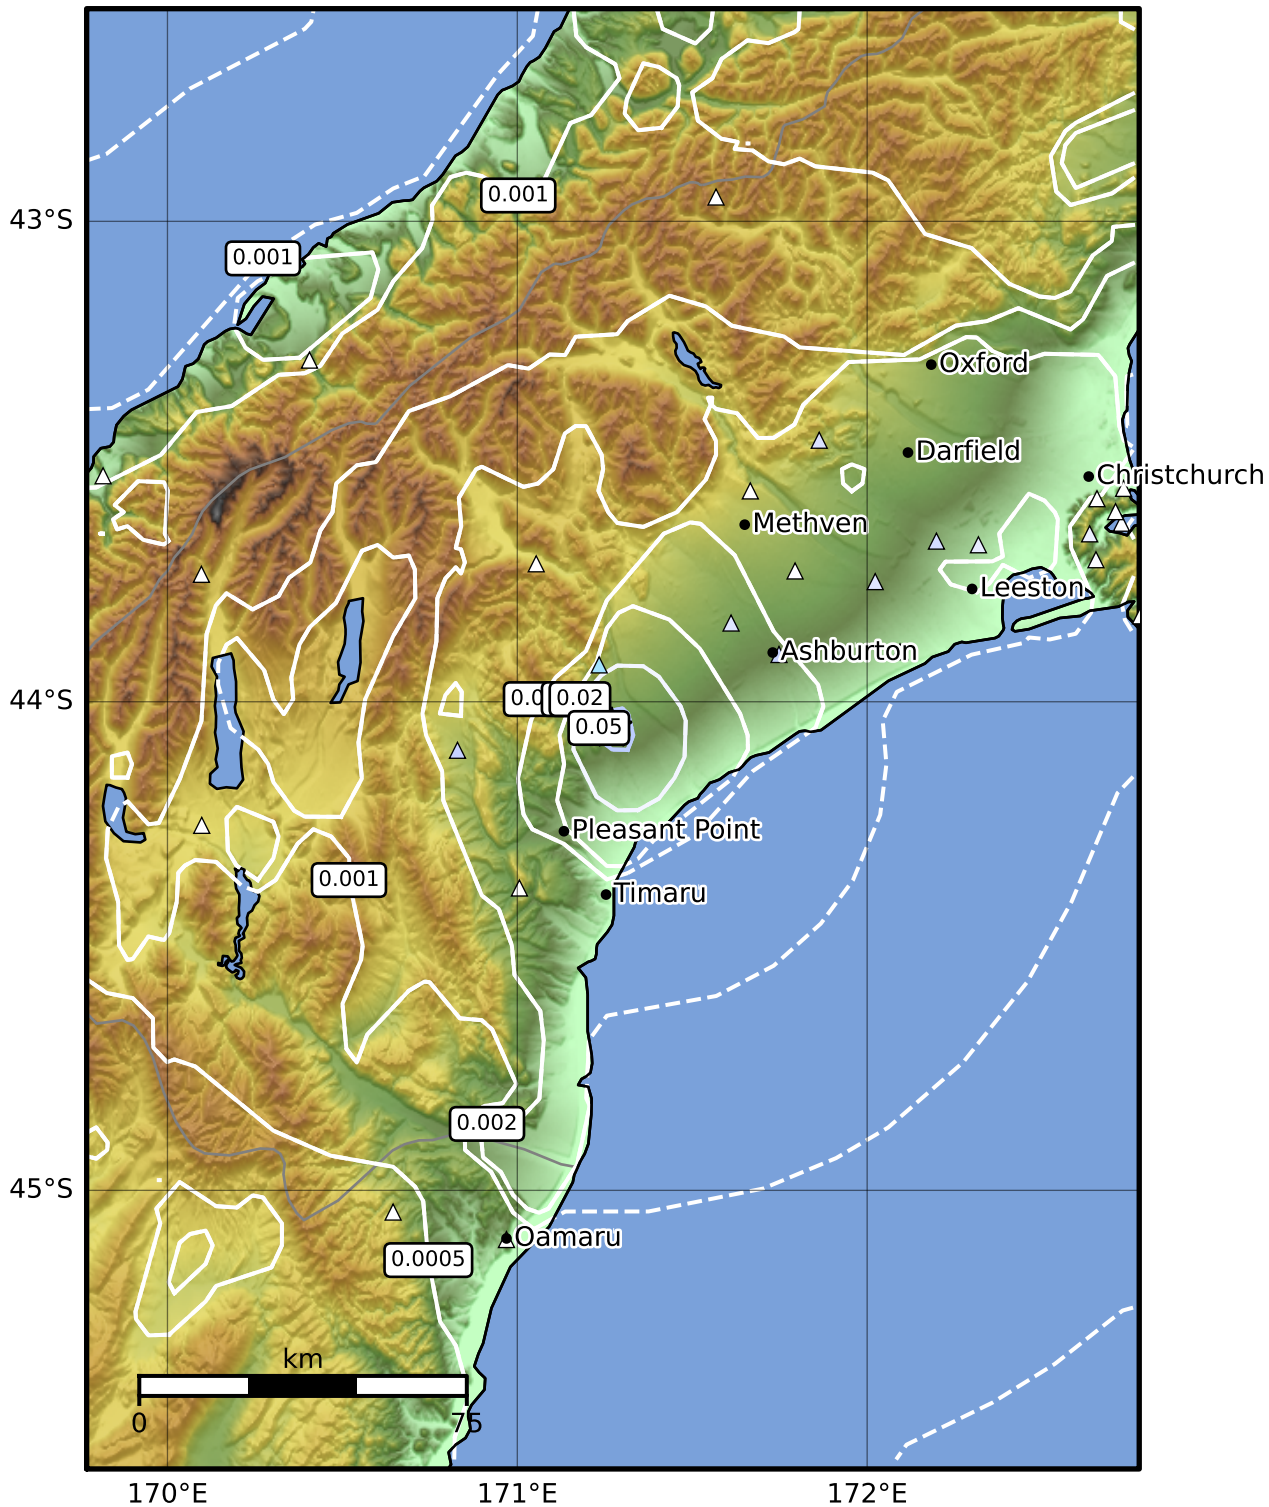 0.001
43°S
0.001
Oxford
Darfield
Christchurch
Methven
Leeston
Ashburton
44°S
0.02
0.05
Pleasant Point
0.001
Timaru
0.002
45°S
Oamaru
0.0005
km
0
75
170°E
171°E
172°E